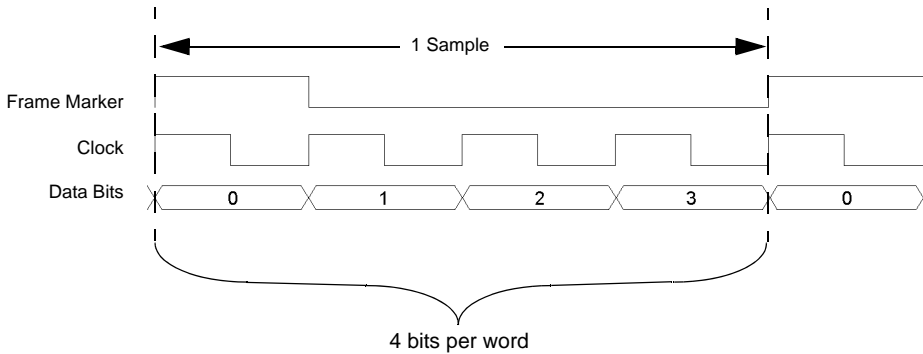 1 Sample
Frame Marker
Clock
Data Bits
0 1 2 3 0
4 bits per word